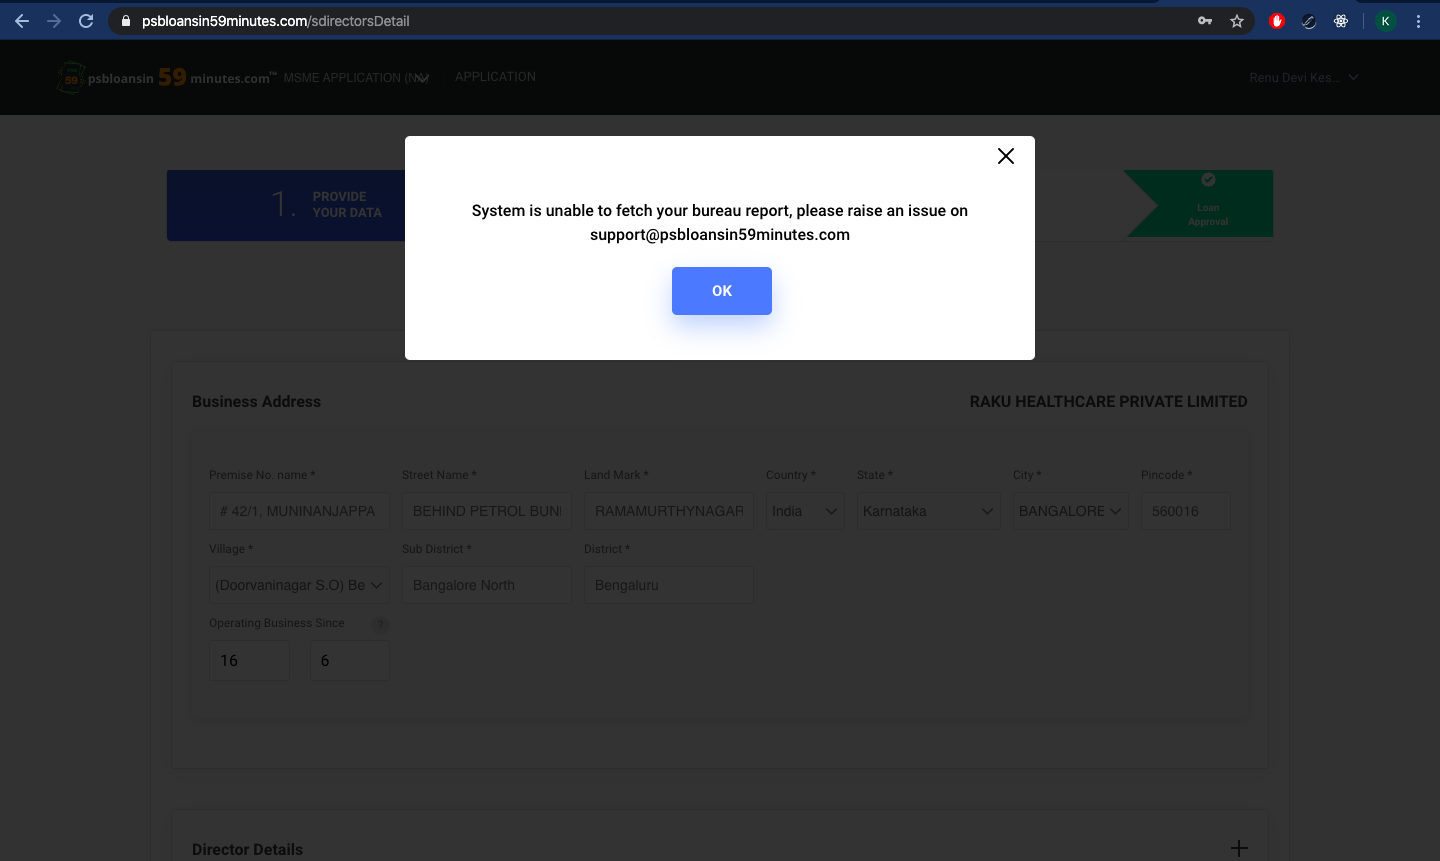 psbloansin59minutes.com/sdirectorsDetail
K
59 psbloansin 59 minutes.com™ MSME APPLICATION APPLICATION Renu Devi Kes...
1. PROVIDE
YOUR DATA
Loan
Approval
System is unable to fetch your bureau report, please raise an issue on
support@psbloansin59minutes.com
OK
Business Address RAKU HEALTHCARE PRIVATE LIMITED
Premise No. name * Street Name * Land Mark * Country * State * City * Pincode *
# 42/1, MUNINANJAPPA BEHIND PETROL BUN RAMAMURTHYNAGAR India Karnataka BANGALORE 560016
Village * Sub District * District *
(Doorvaninagar S.O) Be Bangalore North Bengaluru
Operating Business Since ?
16 6
Director Details +